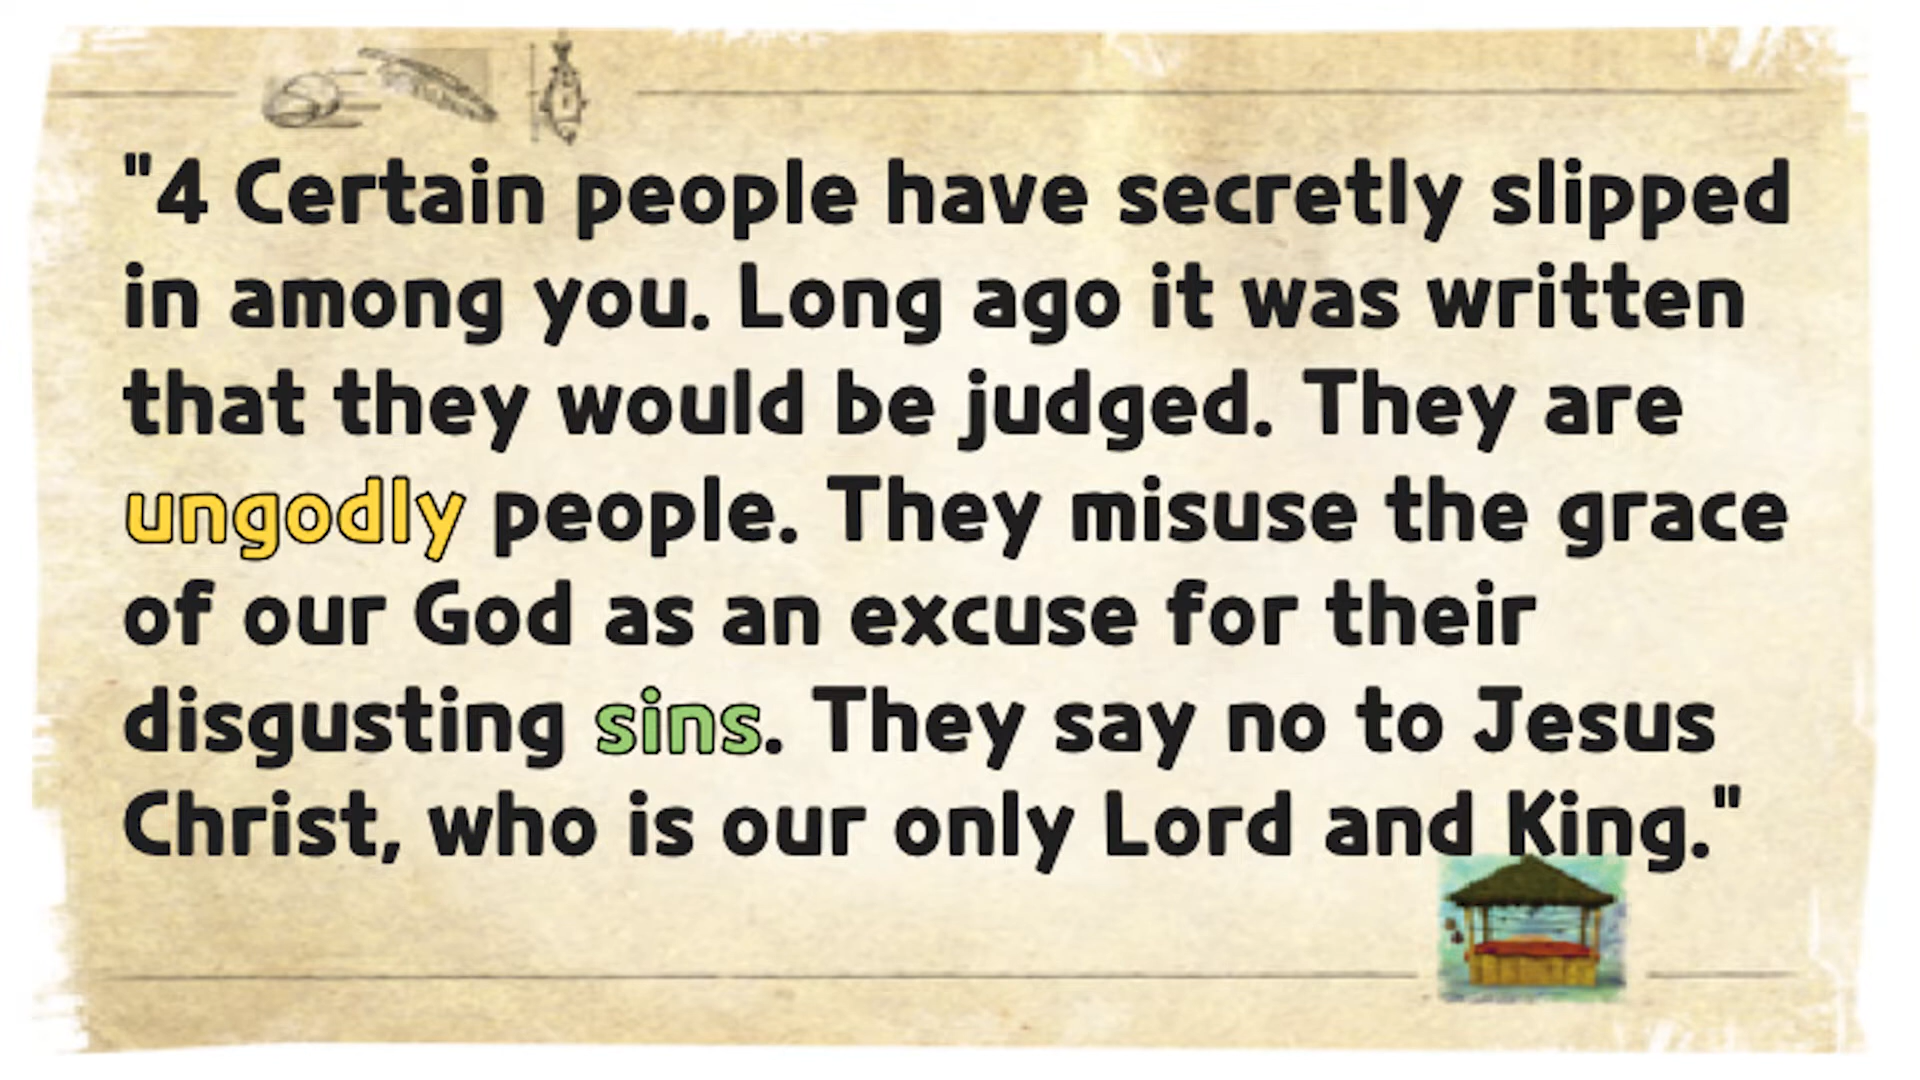 "4 Certain people have secretly slipped
in among you. Long ago it was written
that they would be judged. They are
ungodly people. They misuse the grace
of our God as an excuse for their
disgusting sins. They say no to Jesus
Christ, who is our only Lord and King."